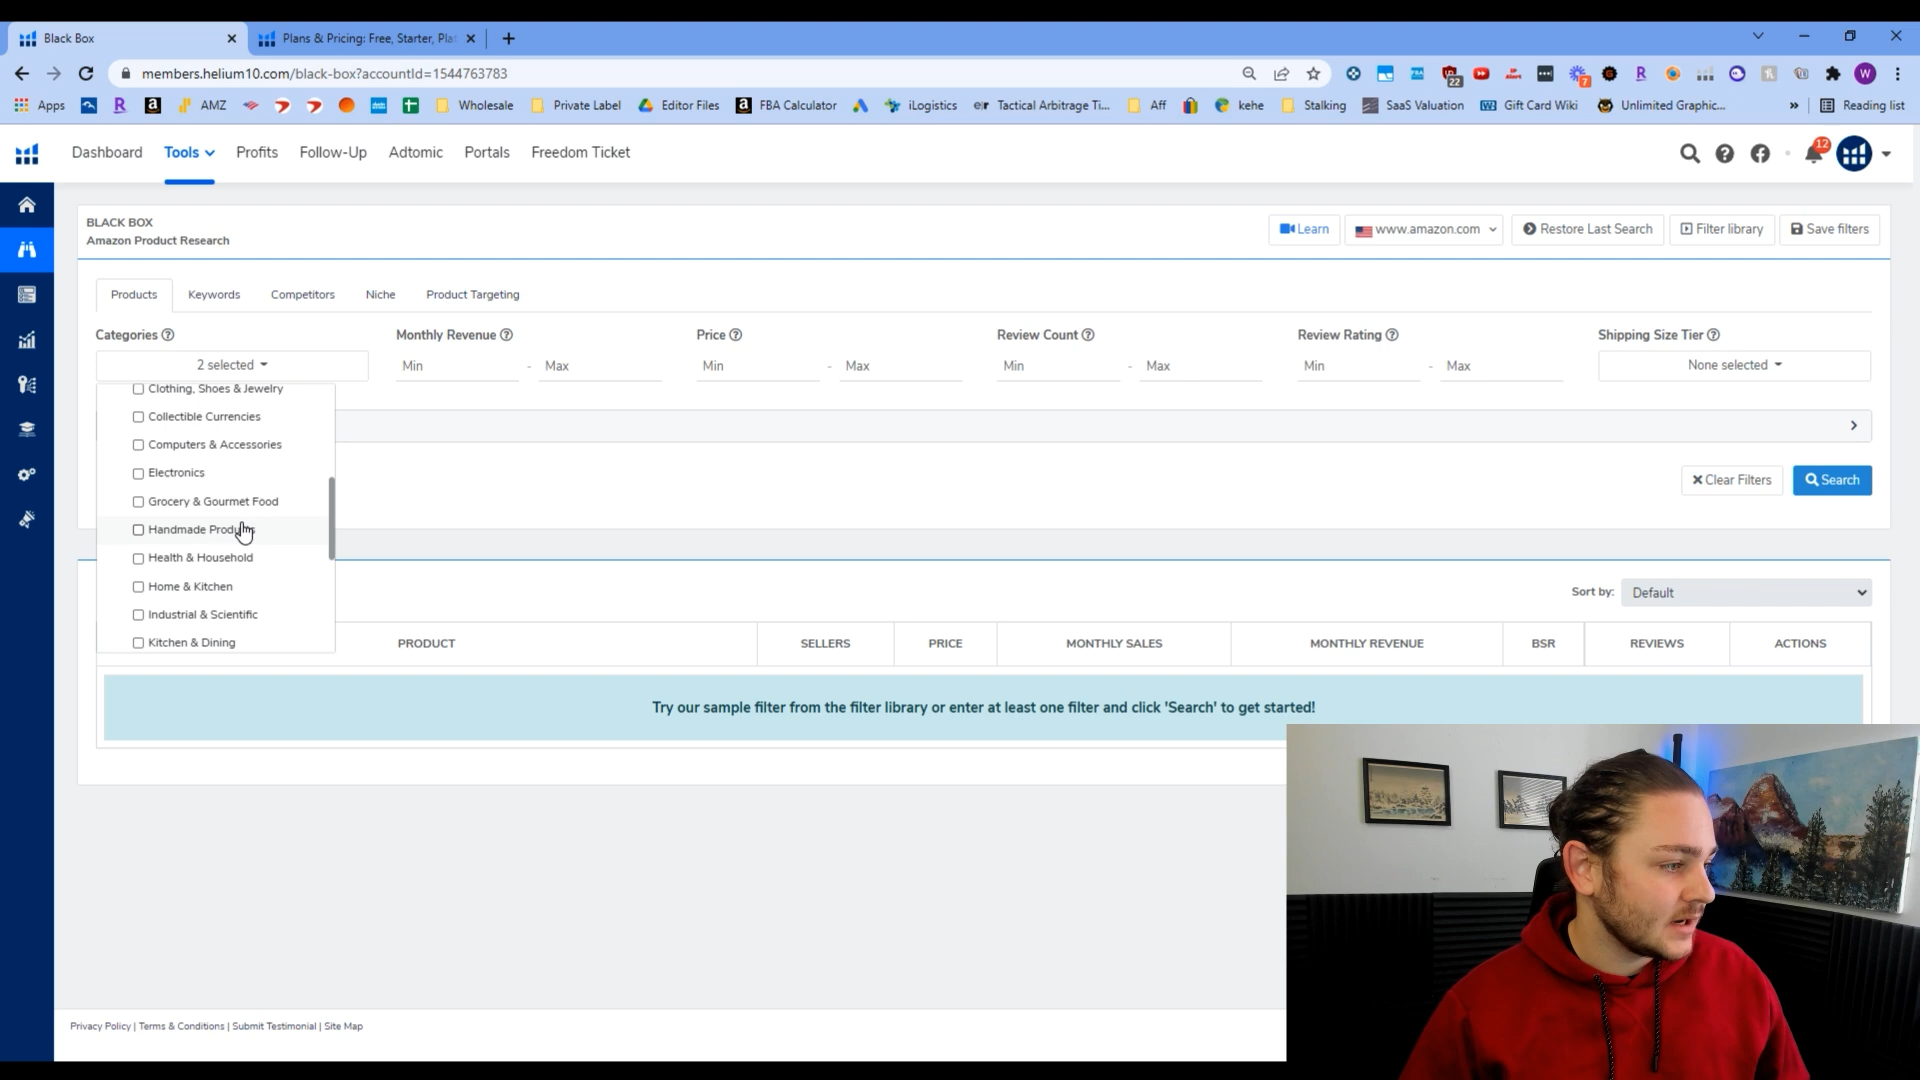 Black Box
Plans & Pricing: Free, Starter, Pla
members.helium10.com/black-box?accountId=1544763783
22
7
W
Apps
AMZ
Wholesale
Private Label
Editor Files
FBA Calculator
iLogistics
Tactical Arbitrage Ti...
Aff
kehe
Stalking
SaaS Valuation
Gift Card Wiki
Unlimited Graphic...
»
Reading list
Dashboard
Tools
Profits
Follow-Up
Adtomic
Portals
Freedom Ticket
12
BLACK BOX
Amazon Product Research
Learn
www.amazon.com
Restore Last Search
Filter library
Save filters
Products
Keywords
Competitors
Niche
Product Targeting
Categories
Monthly Revenue
Price
Review Count
Review Rating
Shipping Size Tier
2 selected
Min - Max
Min - Max
Min - Max
Min - Max
None selected
Clothing, Shoes & Jewelry
Collectible Currencies
Computers & Accessories
Electronics
Grocery & Gourmet Food
Handmade Products
Health & Household
Home & Kitchen
Industrial & Scientific
Kitchen & Dining
Clear Filters
Search
Sort by:
Default
PRODUCT
SELLERS
PRICE
MONTHLY SALES
MONTHLY REVENUE
BSR
REVIEWS
ACTIONS
Try our sample filter from the filter library or enter at least one filter and click 'Search' to get started!
Privacy Policy | Terms & Conditions | Submit Testimonial | Site Map